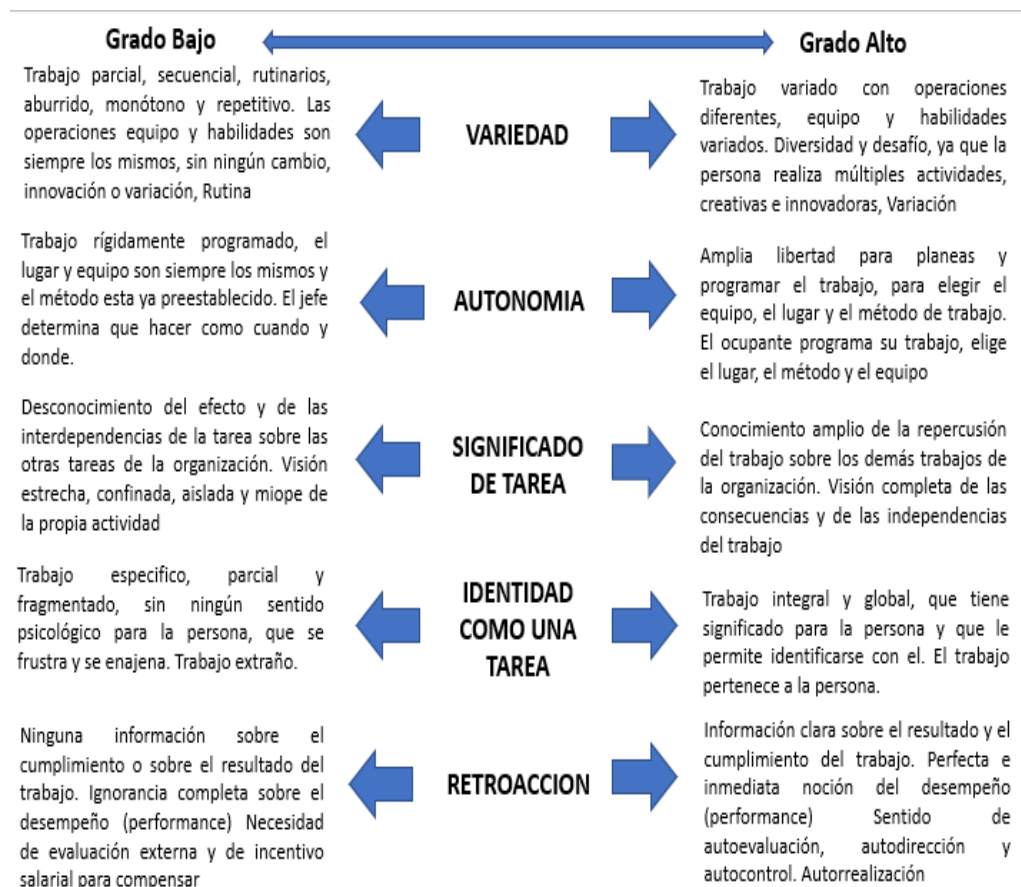 Grado Bajo
Grado Alto
Trabajo parcial, secuencial, rutinarios,
aburrido, monótono y repetitivo. Las
operaciones equipo y habilidades son
siempre los mismos, sin ningún cambio,
innovación o variación, Rutina
VARIEDAD
Trabajo variado con operaciones
diferentes, equipo y habilidades
variados. Diversidad y desafío, ya que la
persona realiza múltiples actividades,
creativas e innovadoras, Variación
Trabajo rígidamente programado, el
lugar y equipo son siempre los mismos y
el método esta ya preestablecido. El jefe
determina que hacer como cuando y
donde.
AUTONOMIA
Amplia libertad para planeas y
programar el trabajo, para elegir el
equipo, el lugar y el método de trabajo.
El ocupante programa su trabajo, elige
el lugar, el método y el equipo
Desconocimiento del efecto y de las
interdependencias de la tarea sobre las
otras tareas de la organización. Visión
estrecha, confinada, aislada y miope de
la propia actividad
SIGNIFICADO
DE TAREA
Conocimiento amplio de la repercusión
del trabajo sobre los demás trabajos de
la organización. Visión completa de las
consecuencias y de las independencias
del trabajo
Trabajo especifico, parcial y
fragmentado, sin ningún sentido
psicológico para la persona, que se
frustra y se enajena. Trabajo extraño.
IDENTIDAD
COMO UNA
TAREA
Trabajo integral y global, que tiene
significado para la persona y que le
permite identificarse con el. El trabajo
pertenece a la persona.
Ninguna información sobre el
cumplimiento o sobre el resultado del
trabajo. Ignorancia completa sobre el
desempeño (performance) Necesidad
de evaluación externa y de incentivo
salarial para compensar
RETROACCION
Información clara sobre el resultado y el
cumplimiento del trabajo. Perfecta e
inmediata noción del desempeño
(performance) Sentido de
autoevaluación, autodirección y
autocontrol. Autorrealización